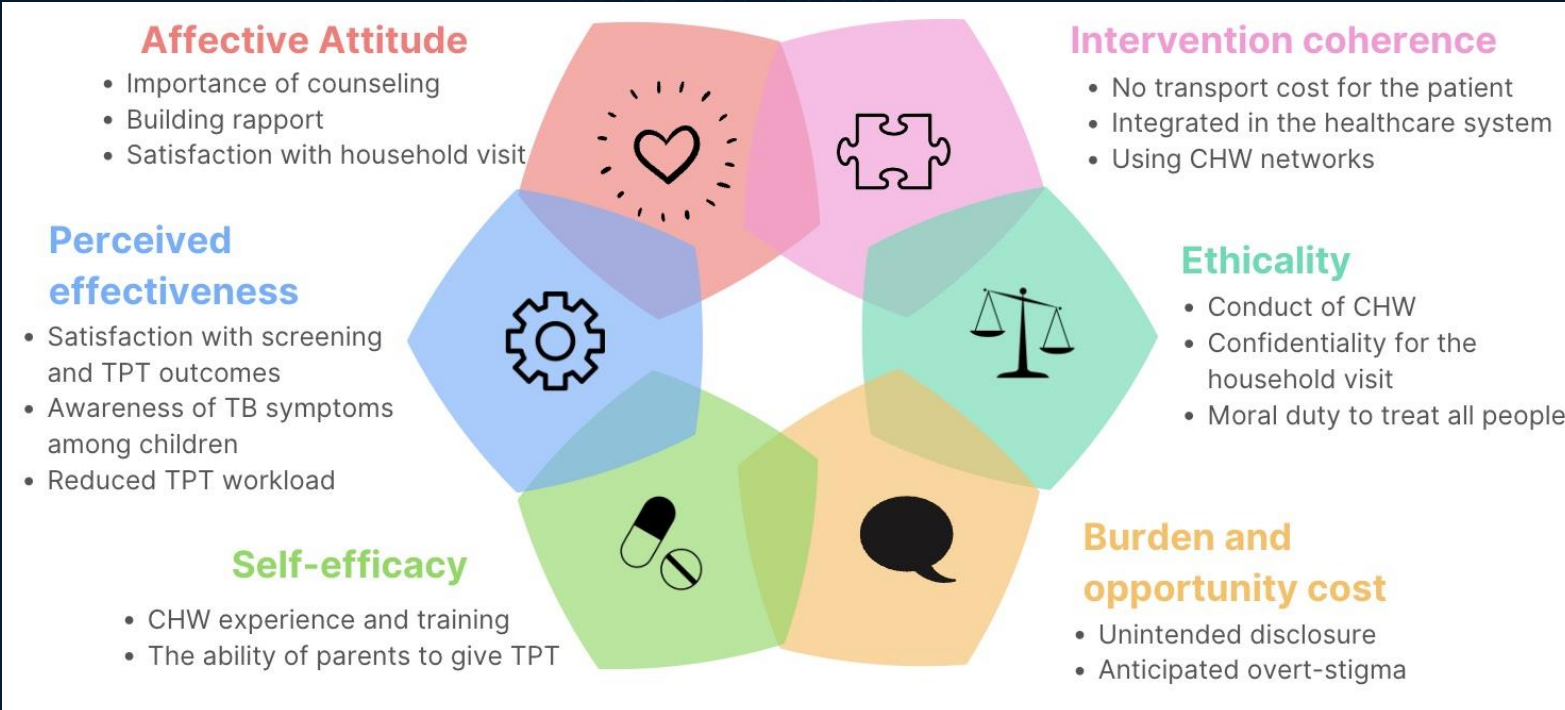 Affective Attitude
• Importance of counseling
• Building rapport
• Satisfaction with household visit
Intervention coherence
• No transport cost for the patient
• Integrated in the healthcare system
• Using CHW networks
Perceived
effectiveness
• Satisfaction with screening
and TPT outcomes
• Awareness of TB symptoms
among children
• Reduced TPT workload
Ethicality
• Conduct of CHW
• Confidentiality for the
household visit
• Moral duty to treat all people
Self-efficacy
• CHW experience and training
• The ability of parents to give TPT
Burden and
opportunity cost
• Unintended disclosure
• Anticipated overt-stigma